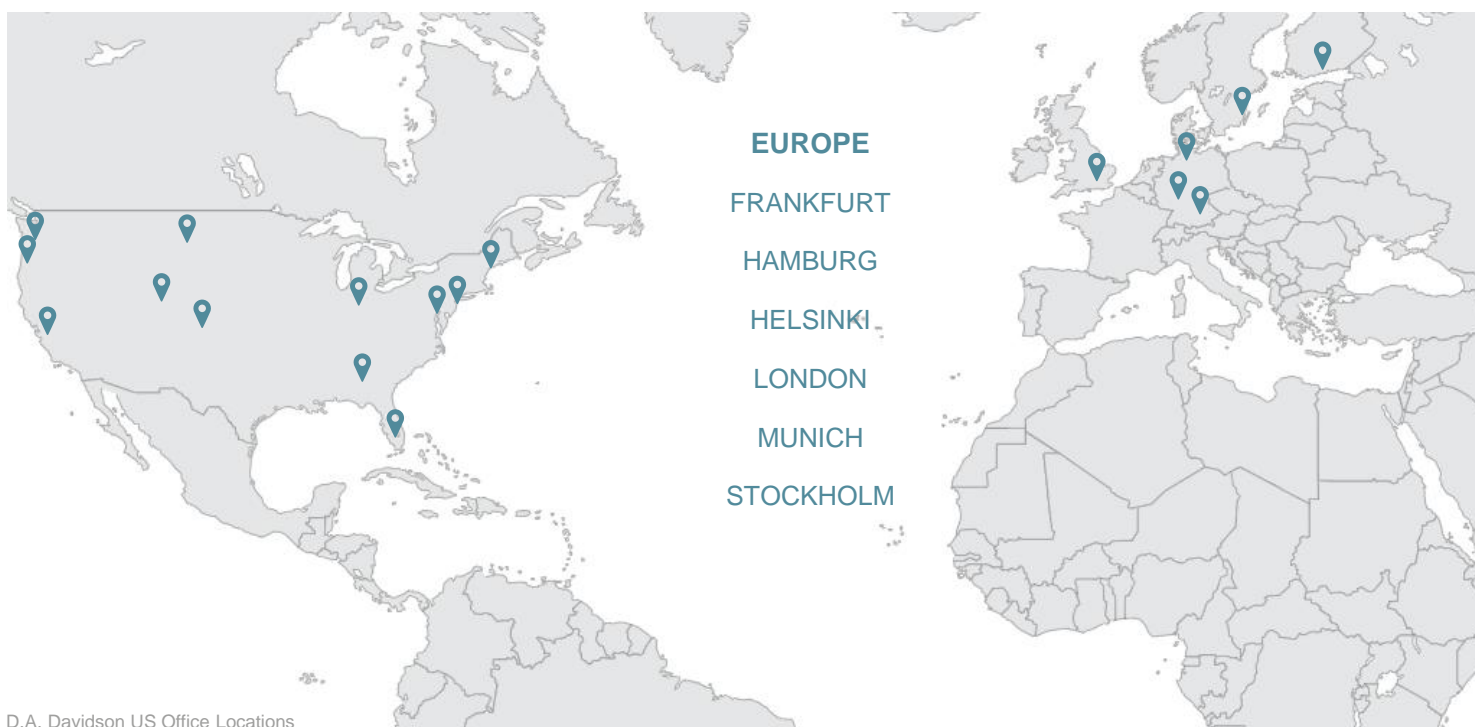 EUROPE
FRANKFURT
HAMBURG
HELSINKI
LONDON
MUNICH
STOCKHOLM
D.A. Davidson US Office Locations